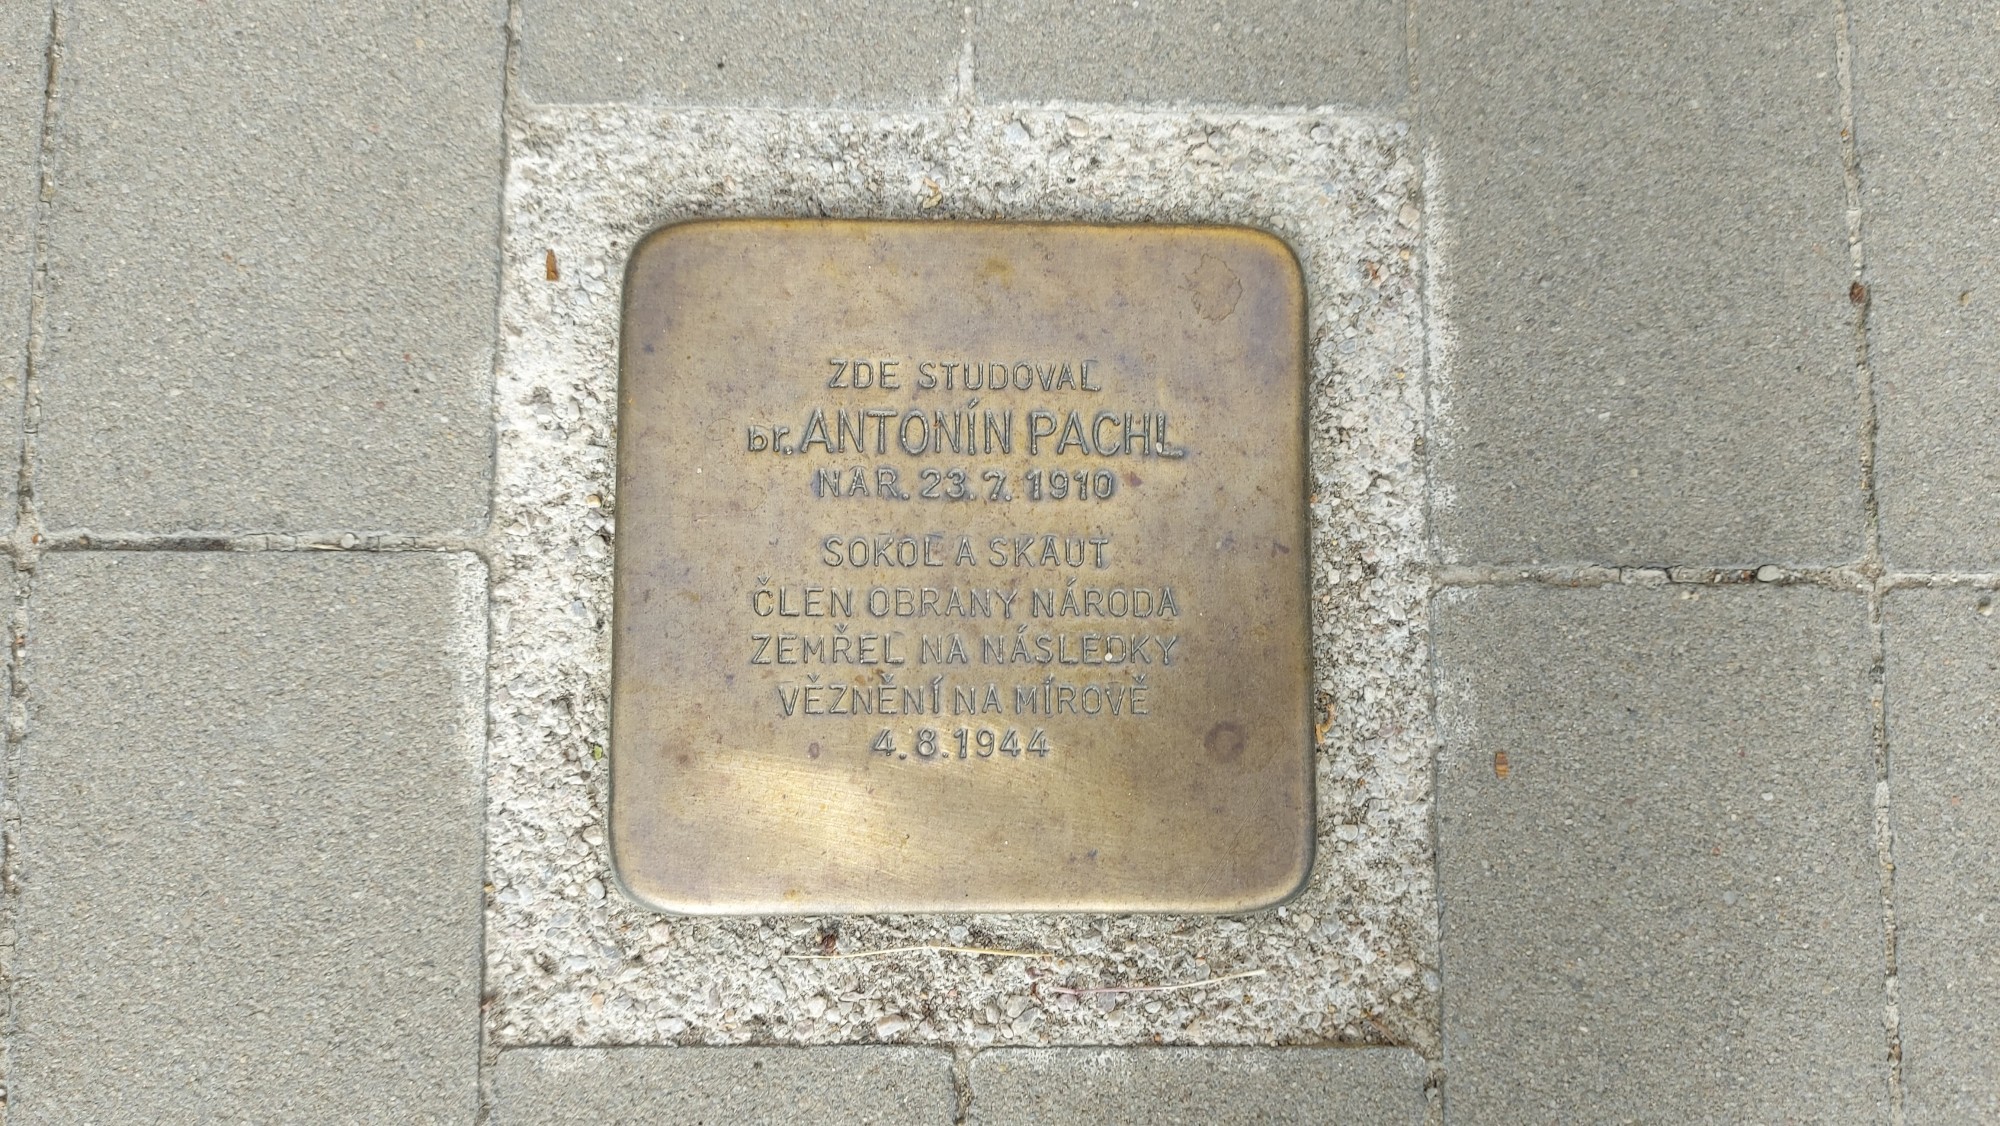 ZDE STUDOVAL
br. ANTONÍN PACHL
NAR. 23.7. 1910
SOKOL A SKAUT
ČLEN OBRANY NÁRODA
ZEMŘEL NA NÁSLEDKY
VĚZNĚNÍ NA MÍROVĚ
4.8.1944